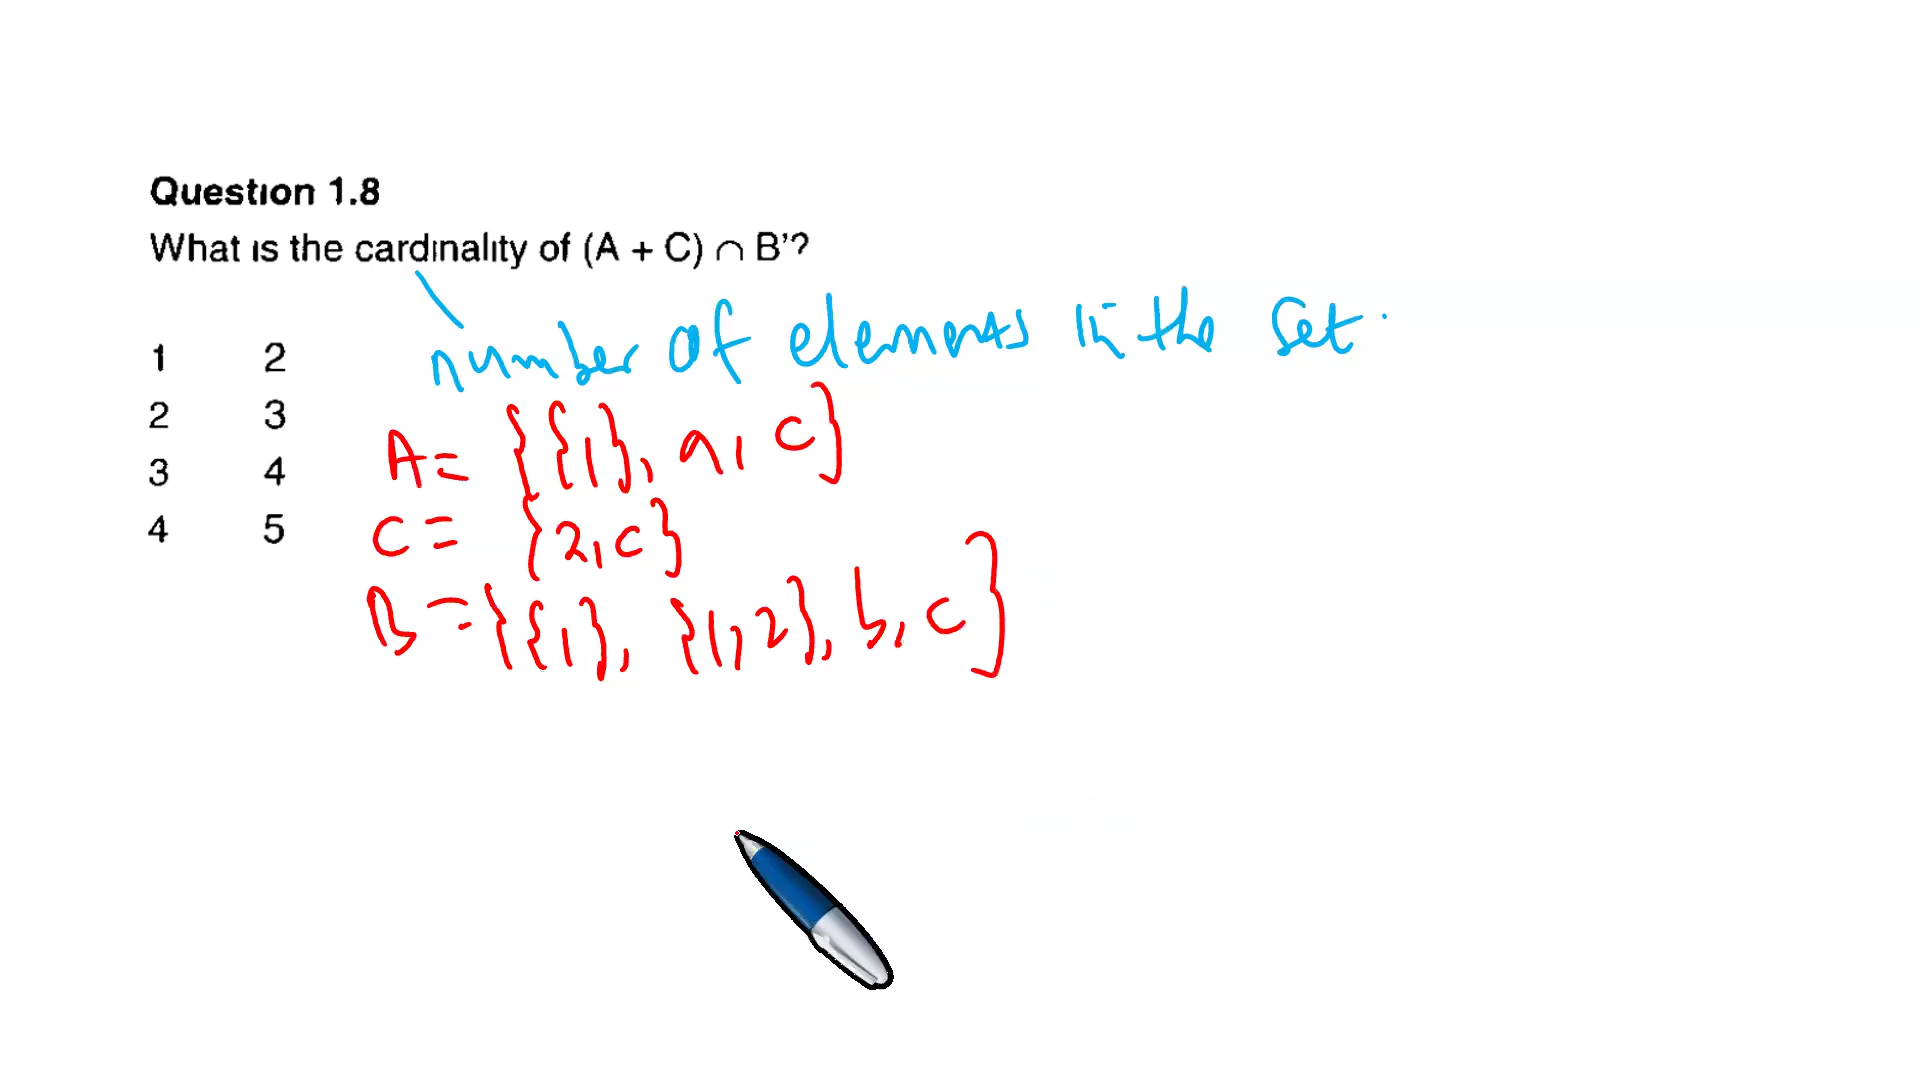 Question 1.8
What is the cardinality of (A + C) ∩ B'?
number of elements in the set.
1 2
2 3
3 4
4 5
A = {{1}, a, c}
C = {2, c}
B = {{1}, {1, 2}, b, c}